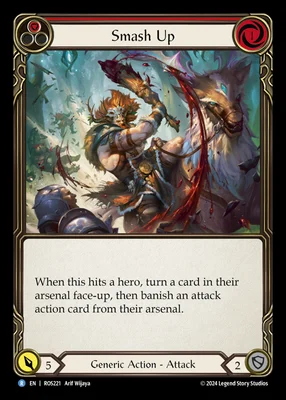 Smash Up
When this hits a hero, turn a card in their
arsenal face-up, then banish an attack
action card from their arsenal.
5 Generic Action - Attack 2
R EN | ROS221 Arif Wijaya ©2024 Legend Story Studios